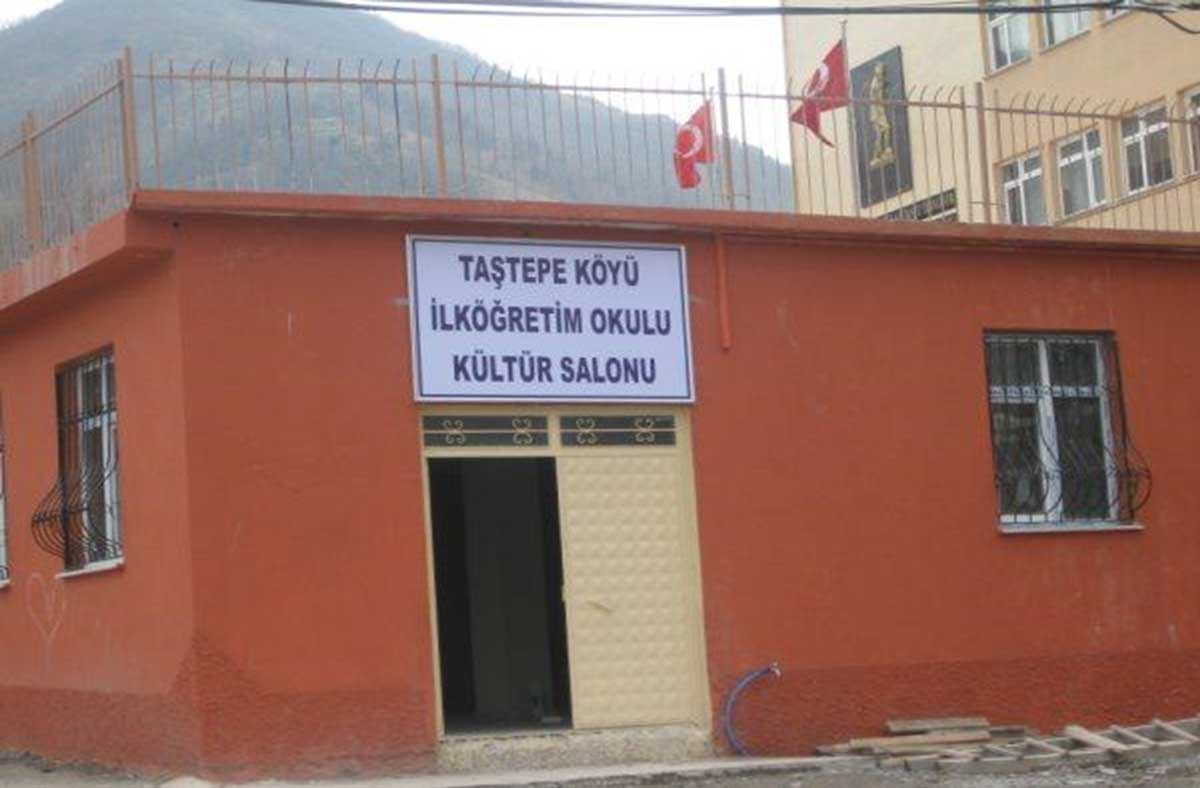 TAŞTEPE KÖYÜ
İLKÖĞRETİM OKULU
KÜLTÜR SALONU